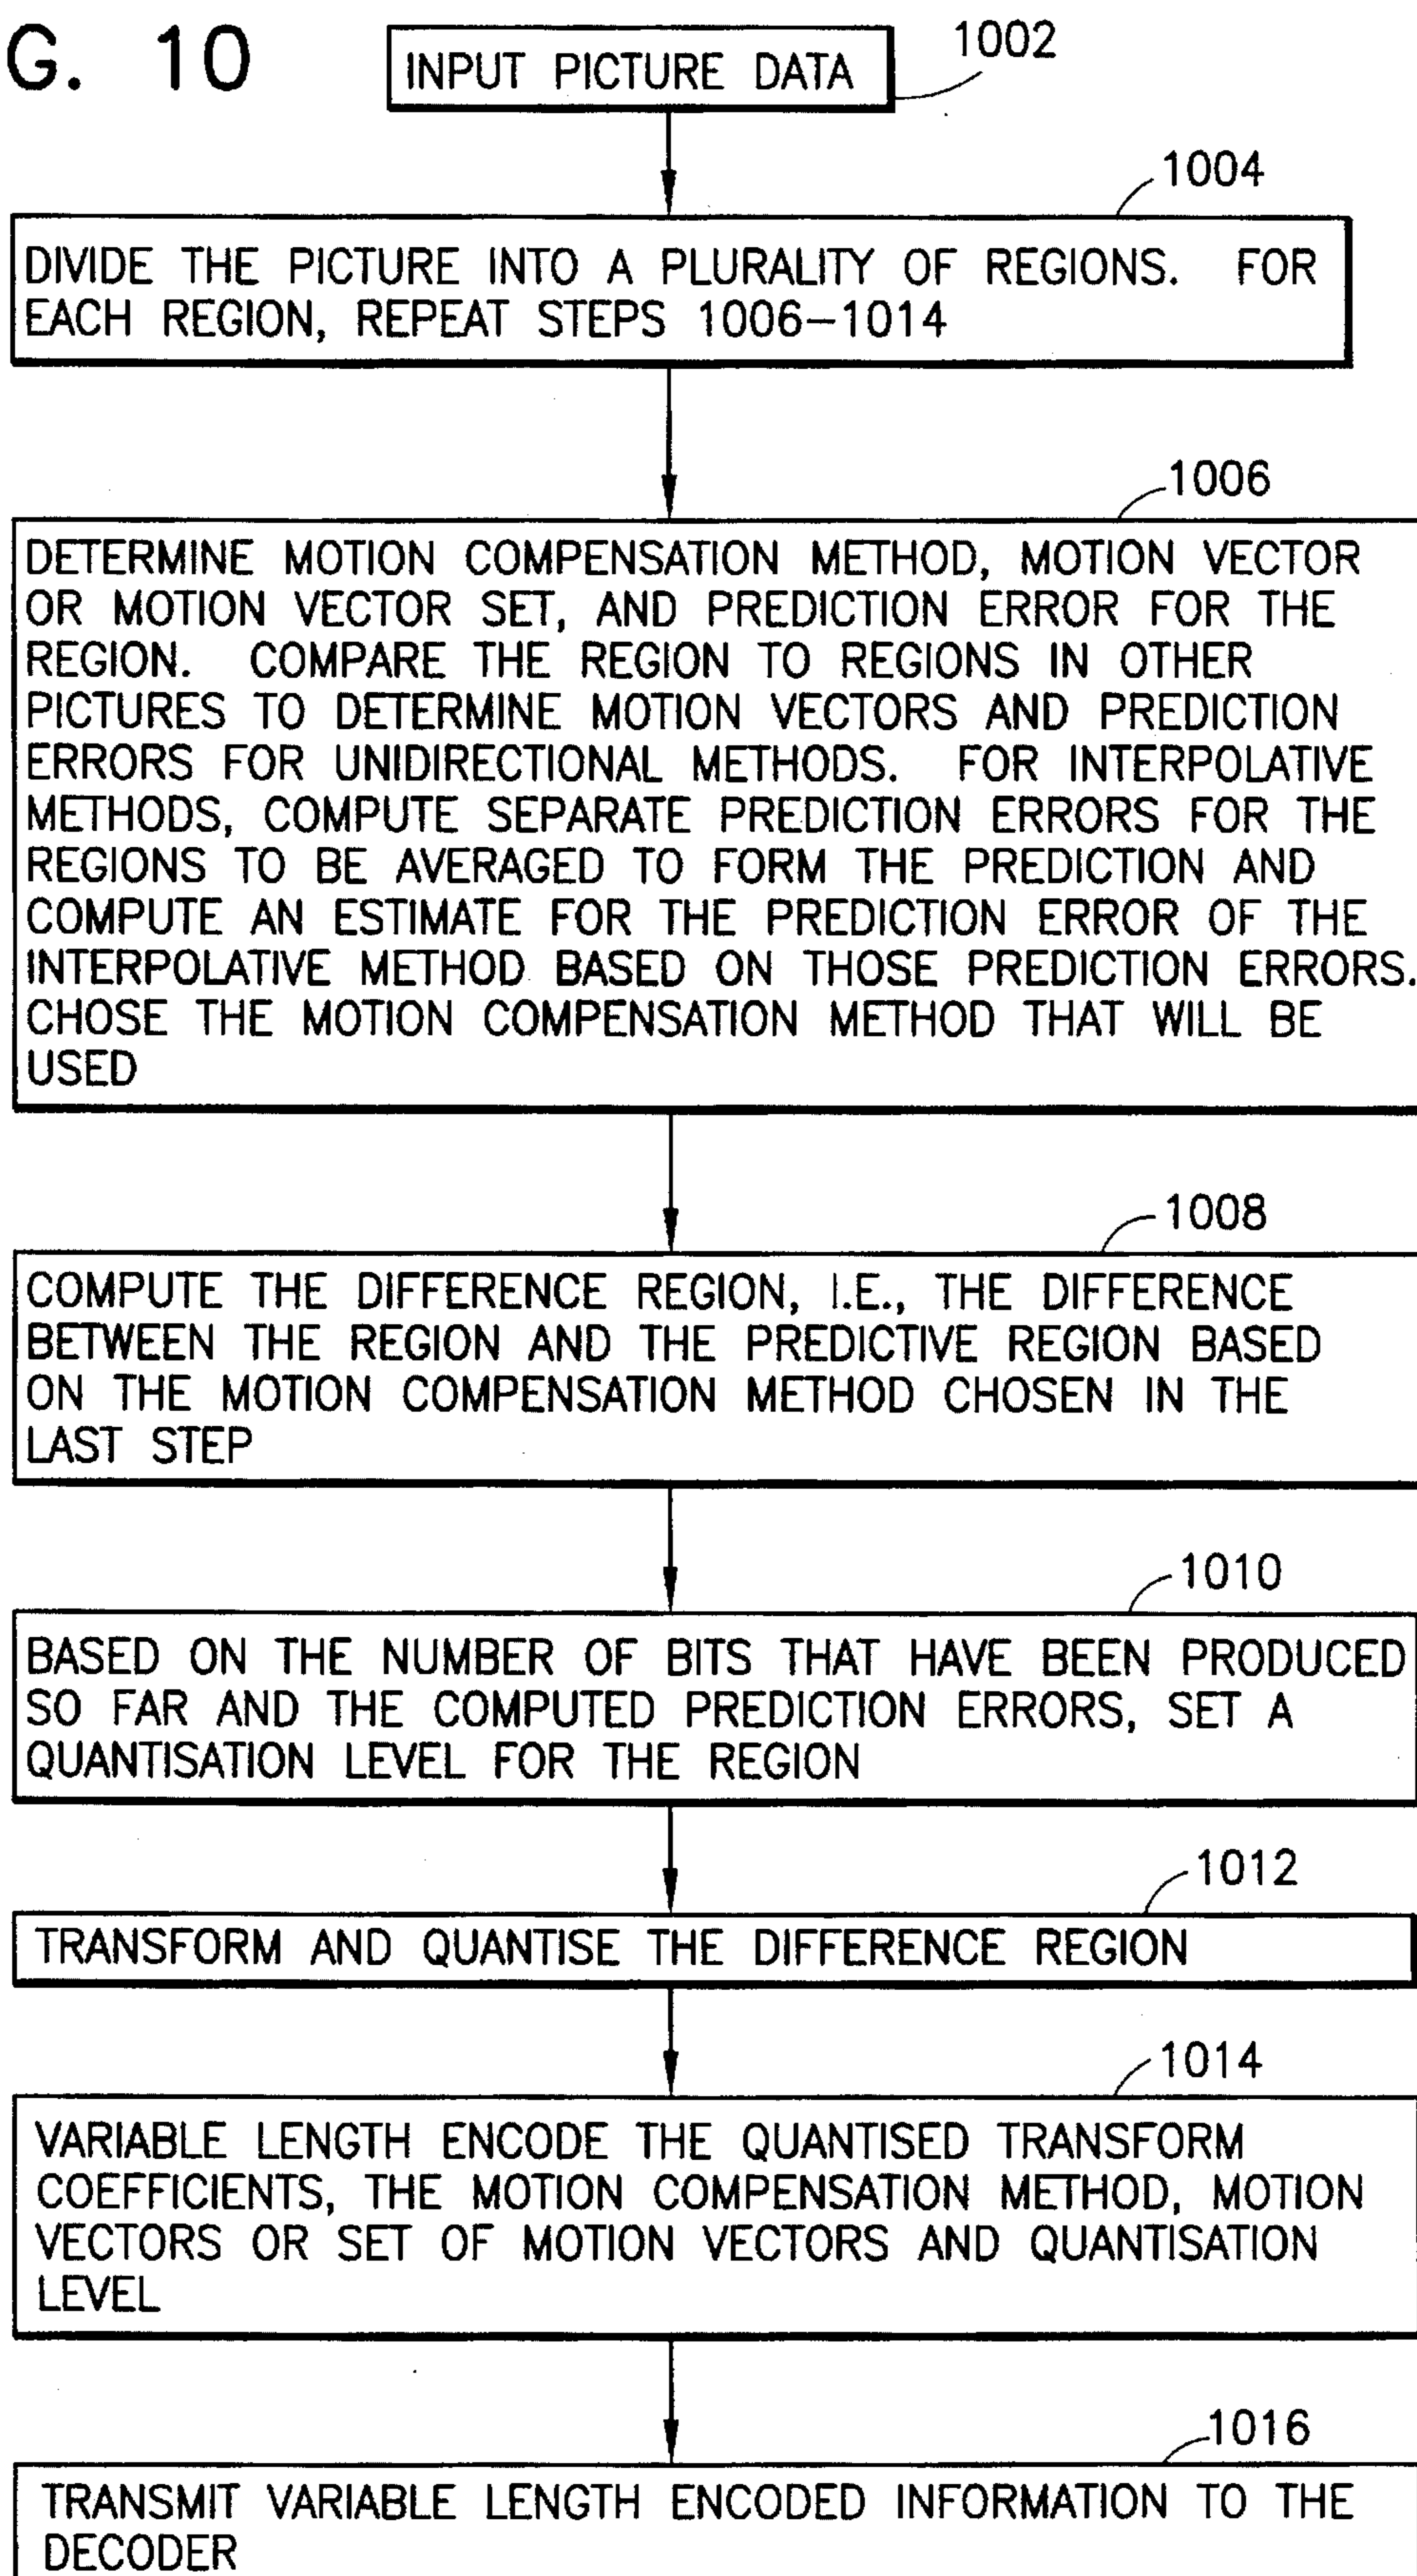 G. 10
INPUT PICTURE DATA
1002
1004
DIVIDE THE PICTURE INTO A PLURALITY OF REGIONS. FOR
EACH REGION, REPEAT STEPS 1006-1014
1006
DETERMINE MOTION COMPENSATION METHOD, MOTION VECTOR
OR MOTION VECTOR SET, AND PREDICTION ERROR FOR THE
REGION. COMPARE THE REGION TO REGIONS IN OTHER
PICTURES TO DETERMINE MOTION VECTORS AND PREDICTION
ERRORS FOR UNIDIRECTIONAL METHODS. FOR INTERPOLATIVE
METHODS, COMPUTE SEPARATE PREDICTION ERRORS FOR THE
REGIONS TO BE AVERAGED TO FORM THE PREDICTION AND
COMPUTE AN ESTIMATE FOR THE PREDICTION ERROR OF THE
INTERPOLATIVE METHOD BASED ON THOSE PREDICTION ERRORS.
CHOSE THE MOTION COMPENSATION METHOD THAT WILL BE
USED
1008
COMPUTE THE DIFFERENCE REGION, I.E., THE DIFFERENCE
BETWEEN THE REGION AND THE PREDICTIVE REGION BASED
ON THE MOTION COMPENSATION METHOD CHOSEN IN THE
LAST STEP
1010
BASED ON THE NUMBER OF BITS THAT HAVE BEEN PRODUCED
SO FAR AND THE COMPUTED PREDICTION ERRORS, SET A
QUANTISATION LEVEL FOR THE REGION
1012
TRANSFORM AND QUANTISE THE DIFFERENCE REGION
1014
VARIABLE LENGTH ENCODE THE QUANTISED TRANSFORM
COEFFICIENTS, THE MOTION COMPENSATION METHOD, MOTION
VECTORS OR SET OF MOTION VECTORS AND QUANTISATION
LEVEL
1016
TRANSMIT VARIABLE LENGTH ENCODED INFORMATION TO THE
DECODER